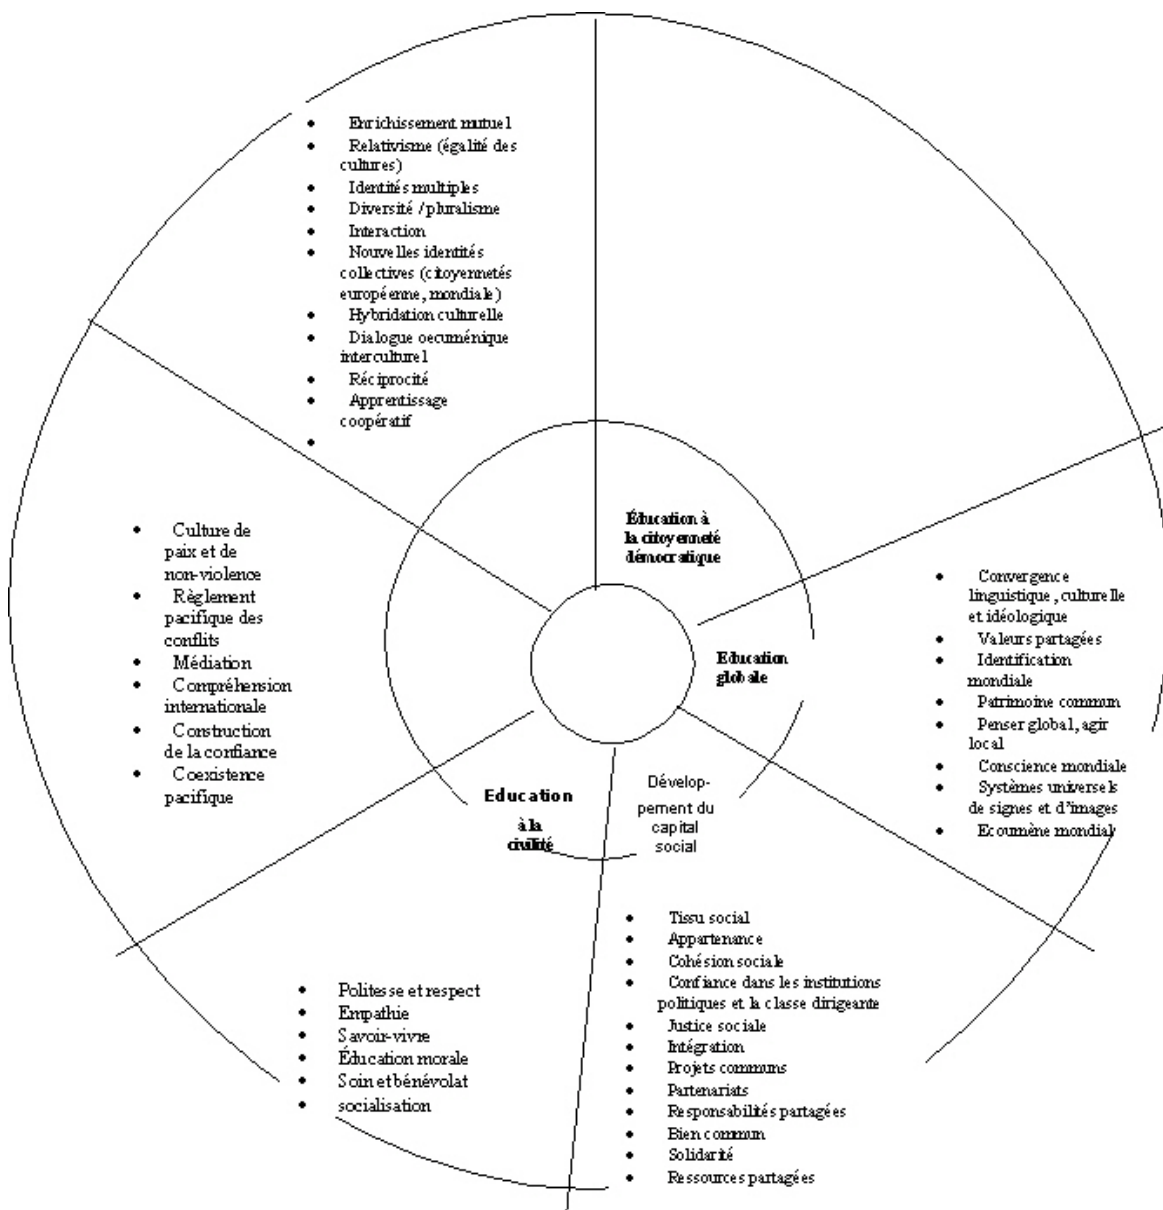 • Enrichissement mutuel
• Relativisme (égalité des
cultures)
• Identités multiples
• Diversité / pluralisme
• Interaction
• Nouvelles identités
collectives (citoyennetés
européenne, mondiale)
• Hybridation culturelle
• Dialogue oecuménique
interculturel
• Réciprocité
• Apprentissage
coopératif
•
Éducation à
la citoyenneté
démocratique
• Culture de
paix et de
non-violence
• Règlement
pacifique des
conflits
• Médiation
• Compréhension
internationale
• Construction
de la confiance
• Coexistence
pacifique
Education
globale
• Convergence
linguistique, culturelle
et idéologique
• Valeurs partagées
• Identification
mondiale
• Patrimoine commun
• Penser global, agir
local
• Conscience mondiale
• Systèmes universels
de signes et d'images
• Ecoumène mondial
Education
à la
civilité
Dévelop-
pement du
capital
social
• Politesse et respect
• Empathie
• Savoir-vivre
• Éducation morale
• Soin et bénévolat
• socialisation
• Tissu social
• Appartenance
• Cohésion sociale
• Confiance dans les institutions
politiques et la classe dirigeante
• Justice sociale
• Intégration
• Projets communs
• Partenariats
• Responsabilités partagées
• Bien commun
• Solidarité
• Ressources partagées